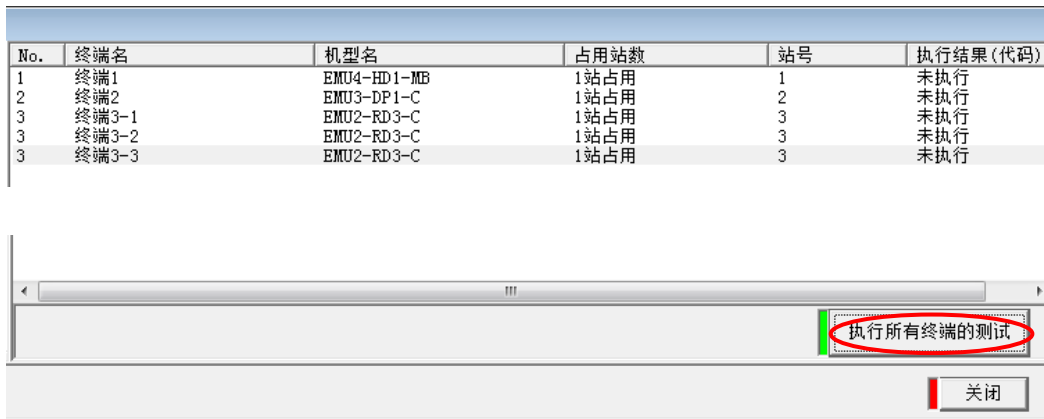 No. 终端名 机型名 占用站数 站号 执行结果(代码)
1 终端1 EMU4-HD1-MB 1站占用 1 未执行
2 终端2 EMU3-DP1-C 1站占用 2 未执行
3 终端3-1 EMU2-RD3-C 1站占用 3 未执行
3 终端3-2 EMU2-RD3-C 1站占用 3 未执行
3 终端3-3 EMU2-RD3-C 1站占用 3 未执行
执行所有终端的测试
关闭